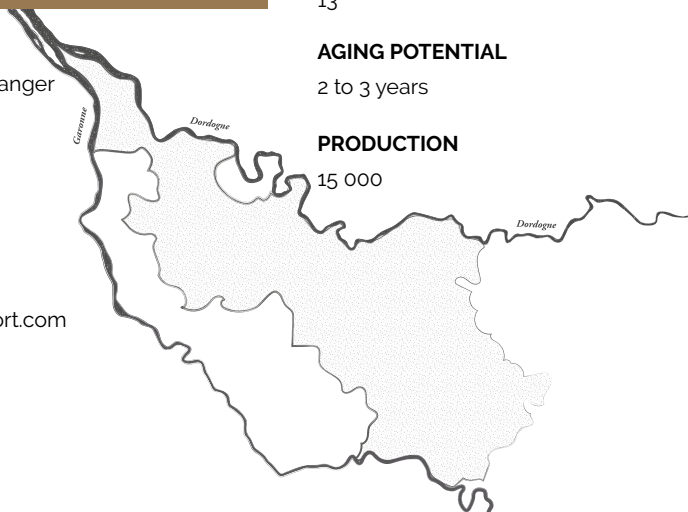 13
AGING POTENTIAL
anger
2 to 3 years
Garonne
Dordogne
PRODUCTION
15 000
Dordogne
ort.com